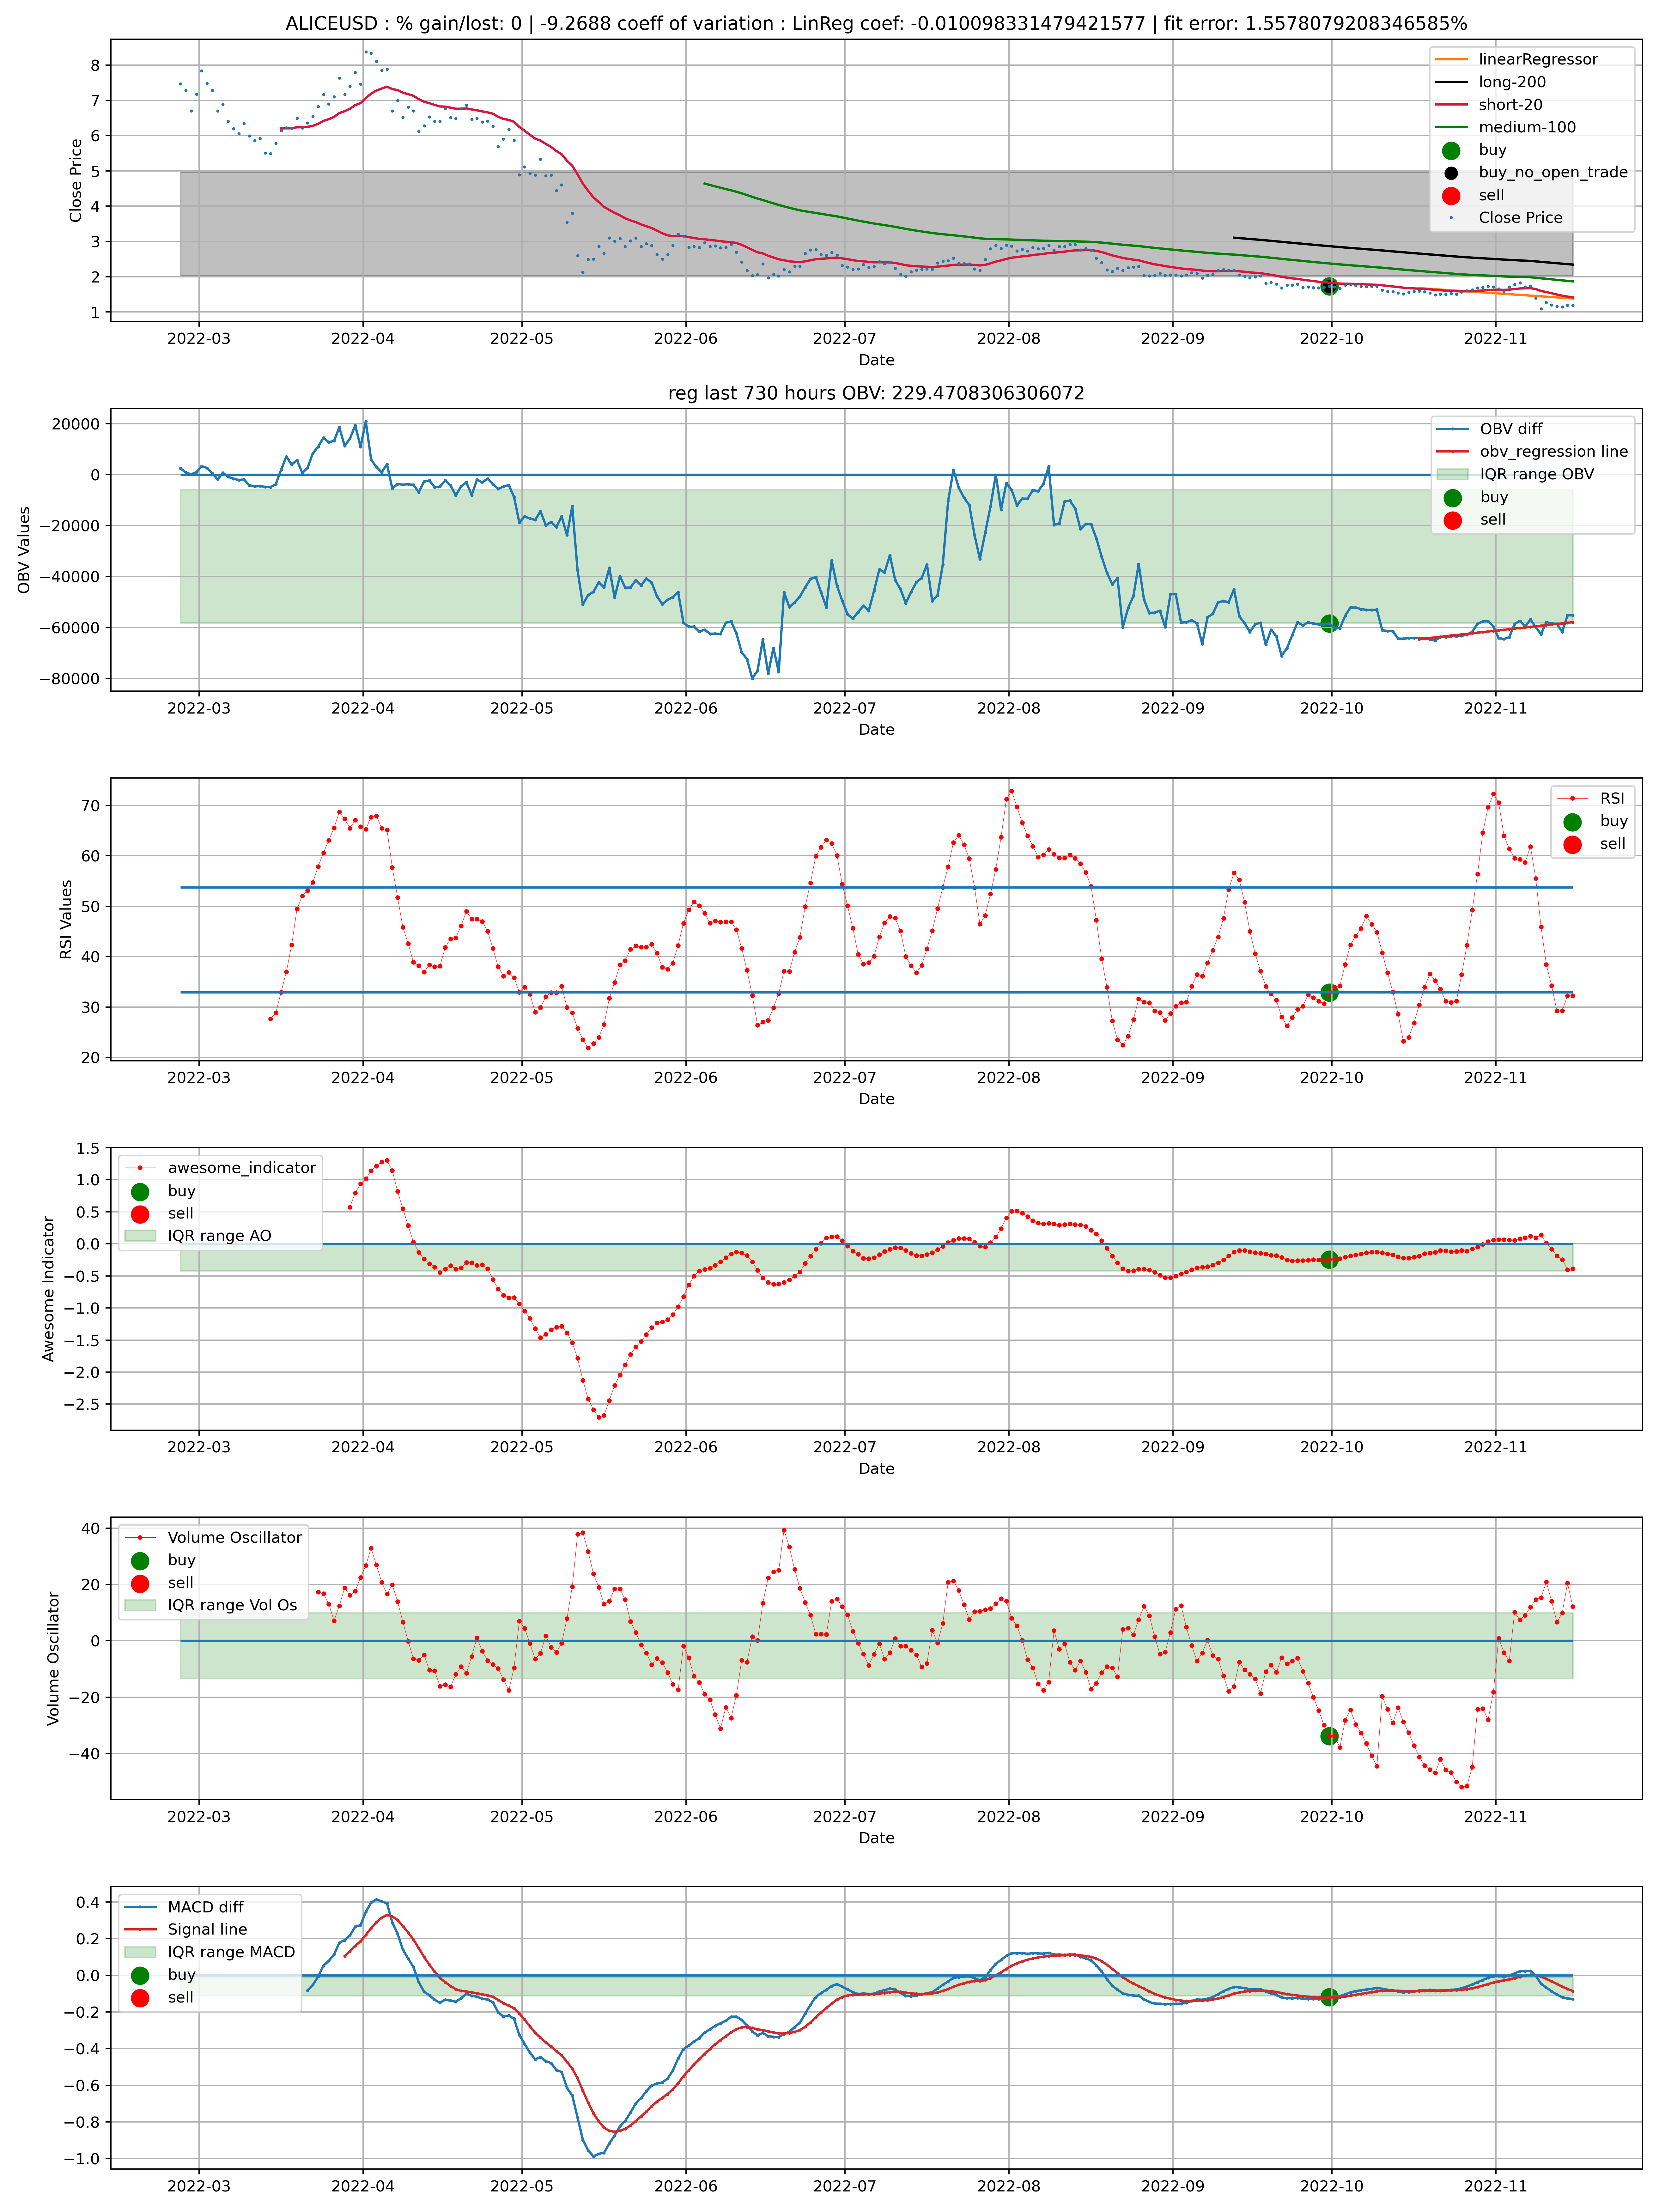 ALICEUSD : % gain/lost: 0 | -9.2688 coeff of variation : LinReg coef: -0.010098331479421577 | fit error: 1.5578079208346585%
linearRegressor
long-200
short-20
medium-100
buy
buy_no_open_trade
sell
Close Price
Close Price
8
7
6
5
4
3
2
1
2022-03 2022-04 2022-05 2022-06 2022-07 2022-08 2022-09 2022-10 2022-11
Date
reg last 730 hours OBV: 229.4708306306072
OBV diff
obv_regression line
IQR range OBV
buy
sell
OBV Values
20000
0
−20000
−40000
−60000
−80000
2022-03 2022-04 2022-05 2022-06 2022-07 2022-08 2022-09 2022-10 2022-11
Date
RSI
buy
sell
RSI Values
70
60
50
40
30
20
2022-03 2022-04 2022-05 2022-06 2022-07 2022-08 2022-09 2022-10 2022-11
Date
awesome_indicator
buy
sell
IQR range AO
Awesome Indicator
1.5
1.0
0.5
0.0
−0.5
−1.0
−1.5
−2.0
−2.5
2022-03 2022-04 2022-05 2022-06 2022-07 2022-08 2022-09 2022-10 2022-11
Date
Volume Oscillator
buy
sell
IQR range Vol Os
Volume Oscillator
40
20
0
−20
−40
2022-03 2022-04 2022-05 2022-06 2022-07 2022-08 2022-09 2022-10 2022-11
Date
MACD diff
Signal line
IQR range MACD
buy
sell
0.4
0.2
0.0
−0.2
−0.4
−0.6
−0.8
−1.0
2022-03 2022-04 2022-05 2022-06 2022-07 2022-08 2022-09 2022-10 2022-11